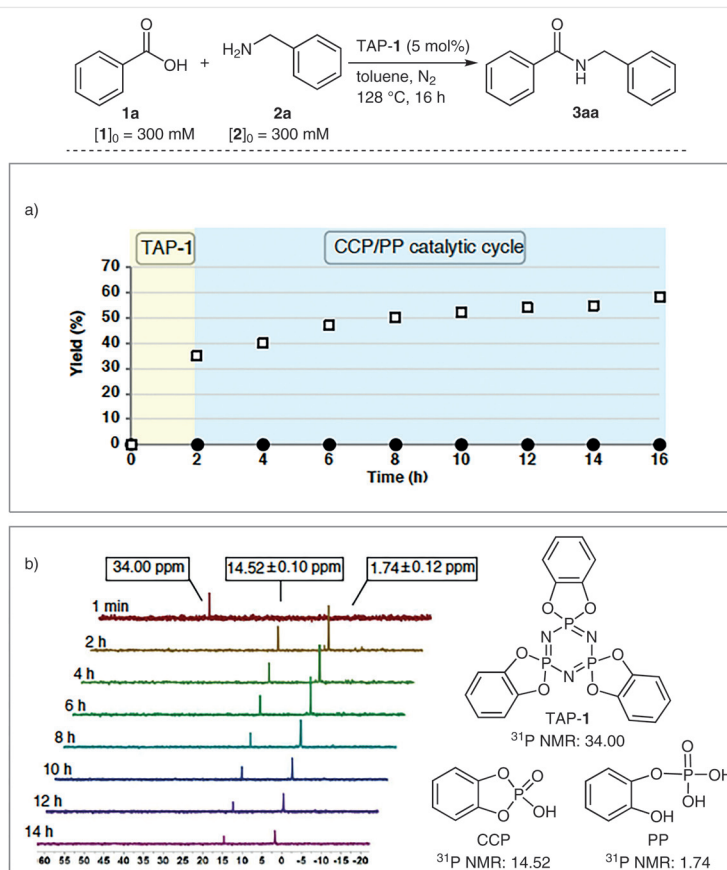 O
OH
+
H2N
TAP-1 (5 mol%)
toluene, N2
128 °C, 16 h
O
N
H
1a
2a
3aa
[1]0 = 300 mM
[2]0 = 300 mM
a)
TAP-1
CCP/PP catalytic cycle
Yield (%)
70
60
50
40
30
20
10
0
0 2 4 6 8 10 12 14 16
Time (h)
b)
34.00 ppm
14.52±0.10 ppm
1.74±0.12 ppm
1 min
2 h
4 h
6 h
8 h
10 h
12 h
14 h
60 55 50 45 40 35 30 25 20 15 10 5 0 -5 -10 -15 -20
O O
P
N N
O P P O
O N O
TAP-1
31P NMR: 34.00
O O
P
O OH
CCP
31P NMR: 14.52
O
O P OH
OH
OH
PP
31P NMR: 1.74